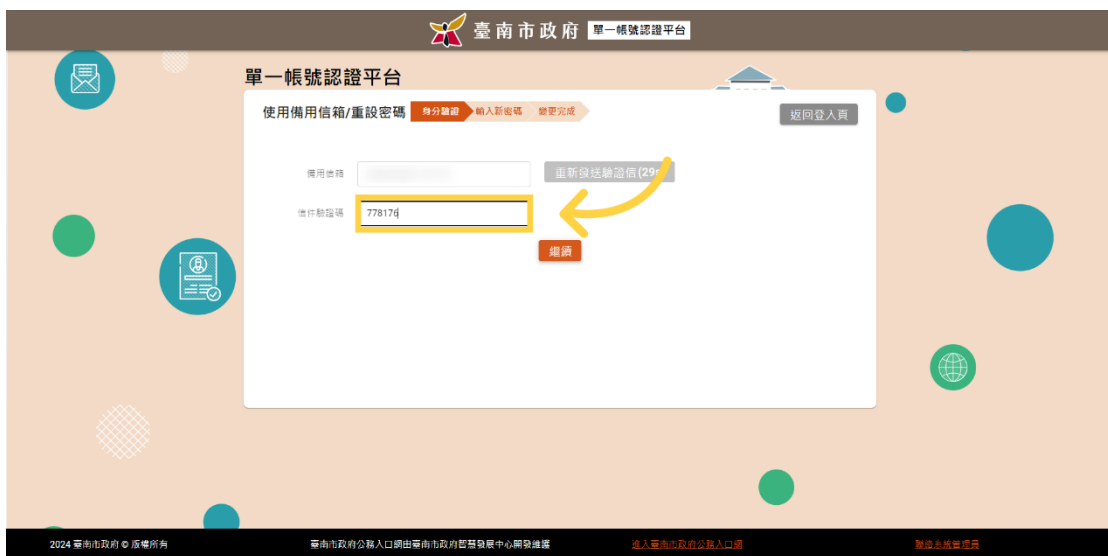 臺南市政府 單一帳號認證平台
單一帳號認證平台
使用備用信箱/重設密碼 身分驗證 輸入新密碼 變更完成 返回登入頁
備用信箱 重新發送驗證信(29
信件驗證碼 778176
繼續
2024 臺南市政府 © 版權所有 臺南市政府公務入口網由臺南市政府智慧發展中心開發維護 進入臺南市政府公務入口網 聯絡系統管理員